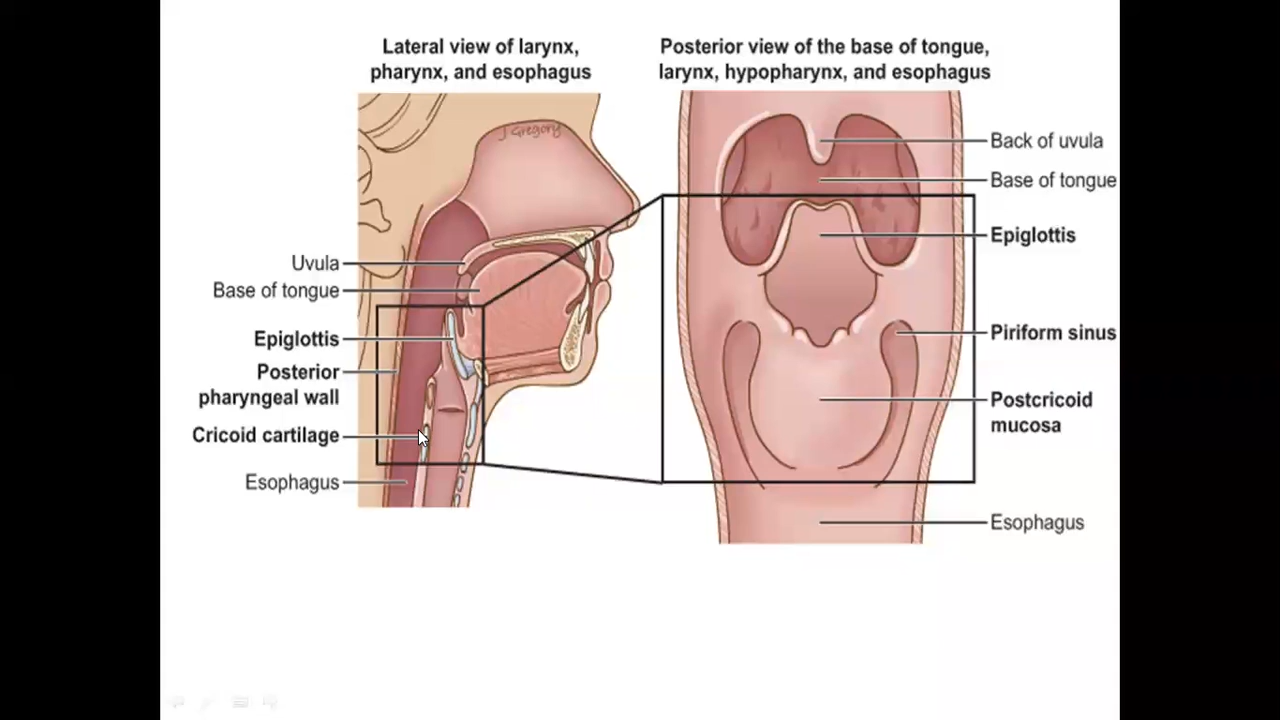 Lateral view of larynx,
pharynx, and esophagus
J Gregory
Uvula
Base of tongue
Epiglottis
Posterior
pharyngeal wall
Cricoid cartilage
Esophagus
Posterior view of the base of tongue,
larynx, hypopharynx, and esophagus
Back of uvula
Base of tongue
Epiglottis
Piriform sinus
Postcricoid
mucosa
Esophagus